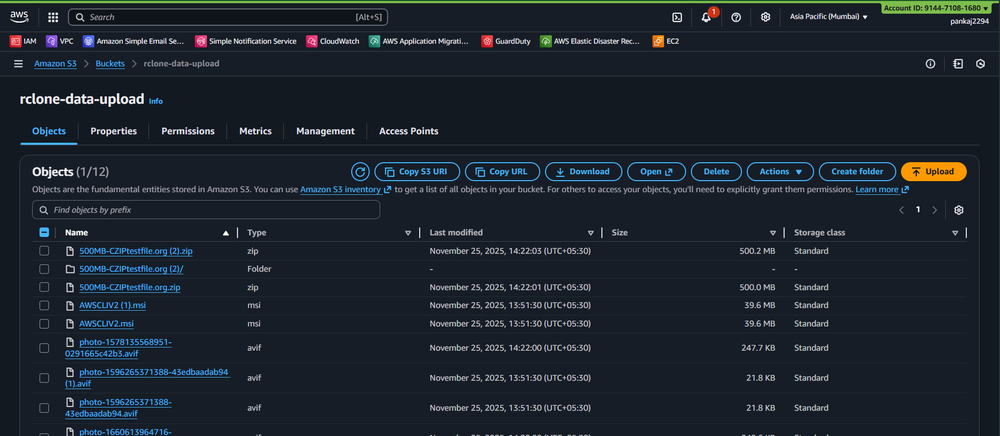 aws
Search [Alt+S]
1
Asia Pacific (Mumbai)
Account ID: 9144-7108-1680
pankaj2294
IAM VPC Amazon Simple Email Se... Simple Notification Service CloudWatch AWS Application Migrati... GuardDuty AWS Elastic Disaster Rec... EC2
Amazon S3 Buckets rclone-data-upload
rclone-data-upload Info
Objects Properties Permissions Metrics Management Access Points
Objects (1/12) Copy S3 URI Copy URL Download Open Delete Actions Create folder Upload
Objects are the fundamental entities stored in Amazon S3. You can use Amazon S3 inventory to get a list of all objects in your bucket. For others to access your objects, you'll need to explicitly grant them permissions. Learn more
Find objects by prefix 1
Name Type Last modified Size Storage class
500MB-CZIPtestfile.org (2).zip zip November 25, 2025, 14:22:03 (UTC+05:30) 500.2 MB Standard
500MB-CZIPtestfile.org (2)/ Folder - - -
500MB-CZIPtestfile.org.zip zip November 25, 2025, 14:22:01 (UTC+05:30) 500.0 MB Standard
AWSCLIV2 (1).msi msi November 25, 2025, 13:51:30 (UTC+05:30) 39.6 MB Standard
AWSCLIV2.msi msi November 25, 2025, 13:51:30 (UTC+05:30) 39.6 MB Standard
photo-1578135568951-
0291665c42b3.avif avif November 25, 2025, 14:22:00 (UTC+05:30) 247.7 KB Standard
photo-1596265371388-43edbaadab94
(1).avif avif November 25, 2025, 13:51:30 (UTC+05:30) 21.8 KB Standard
photo-1596265371388-
43edbaadab94.avif avif November 25, 2025, 13:51:30 (UTC+05:30) 21.8 KB Standard
photo-1660613964716-